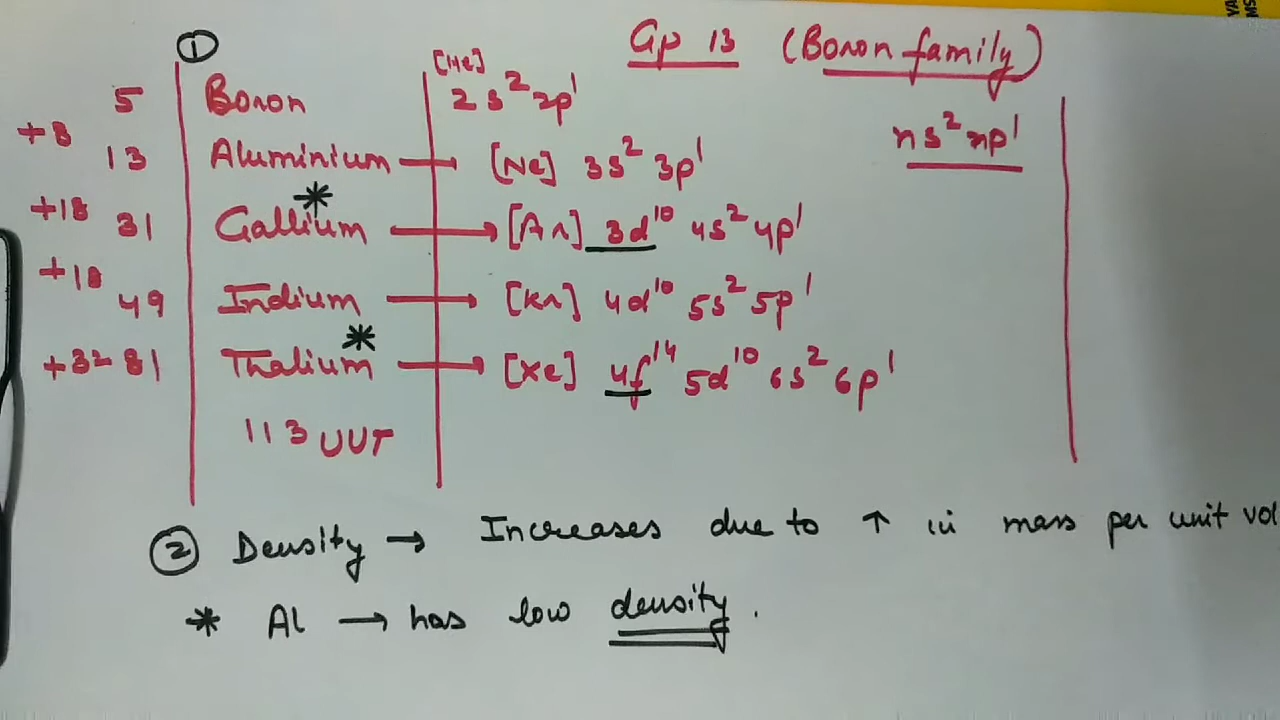 ① Gp 13 (Boron family)
5 Boron [He] 2s² 2p¹ ns² np¹
+8 13 Aluminium → [Ne] 3s² 3p¹
+18 31 Gallium * → [Ar] 3d¹⁰ 4s² 4p¹
+18 49 Indium → [Kr] 4d¹⁰ 5s² 5p¹
+32 81 Thalium * → [Xe] 4f¹⁴ 5d¹⁰ 6s² 6p¹
113 UUT
② Density → Increases due to ↑ in mass per unit vol
* Al → has low density.